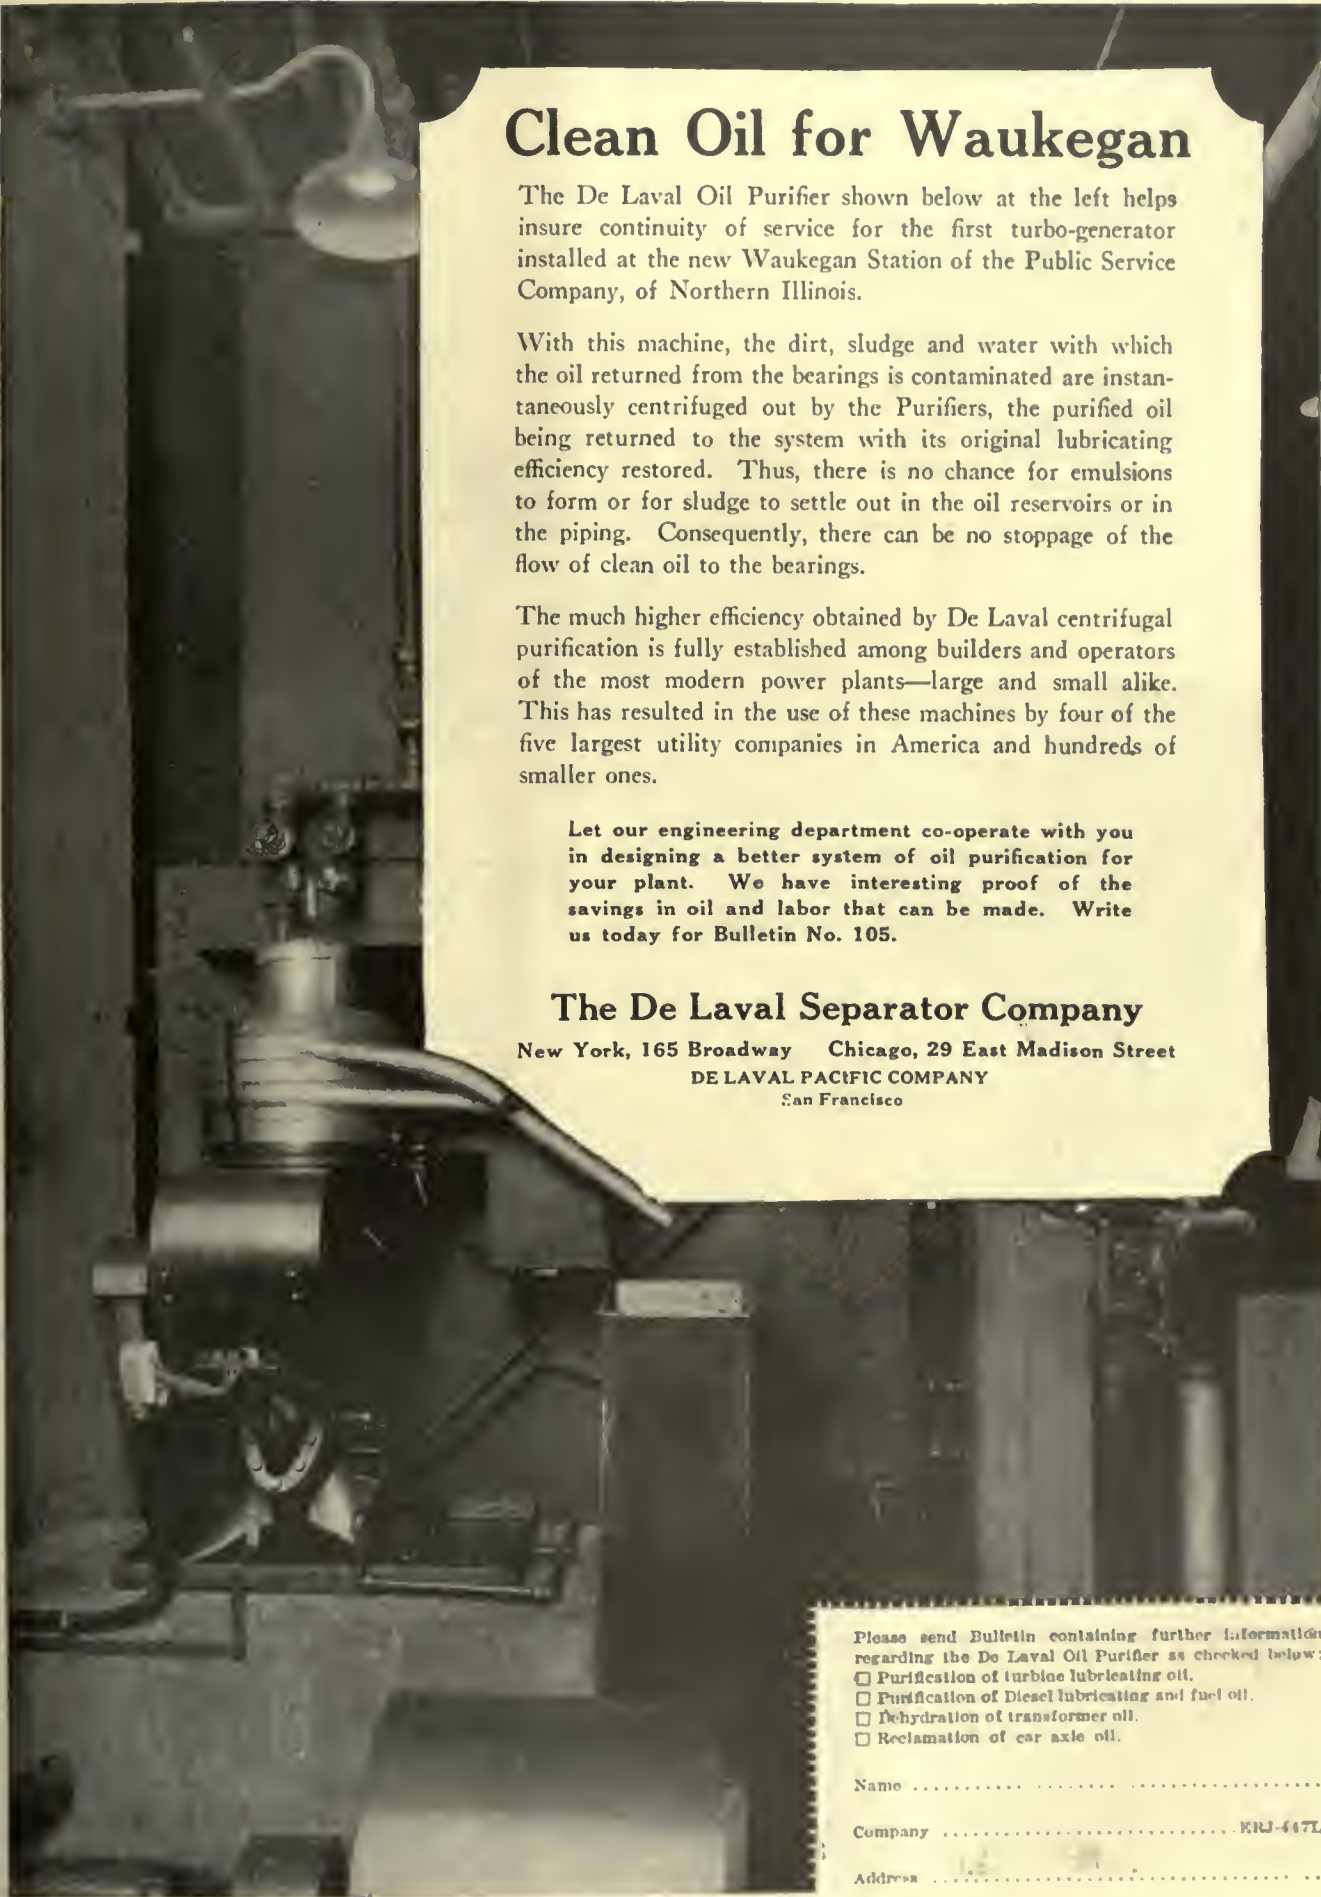 Clean Oil for Waukegan
The De Laval Oil Purifier shown below at the left helps
insure continuity of service for the first turbo-generator
installed at the new Waukegan Station of the Public Service
Company, of Northern Illinois.
With this machine, the dirt, sludge and water with which
the oil returned from the bearings is contaminated are instan-
taneously centrifuged out by the Purifiers, the purified oil
being returned to the system with its original lubricating
efficiency restored. Thus, there is no chance for emulsions
to form or for sludge to settle out in the oil reservoirs or in
the piping. Consequently, there can be no stoppage of the
flow of clean oil to the bearings.
The much higher efficiency obtained by De Laval centrifugal
purification is fully established among builders and operators
of the most modern power plants—large and small alike.
This has resulted in the use of these machines by four of the
five largest utility companies in America and hundreds of
smaller ones.
Let our engineering department co-operate with you
in designing a better system of oil purification for
your plant. We have interesting proof of the
savings in oil and labor that can be made. Write
us today for Bulletin No. 105.
The De Laval Separator Company
New York, 165 Broadway Chicago, 29 East Madison Street
DE LAVAL PACIFIC COMPANY
San Francisco
Please send Bulletin containing further information
regarding the De Laval Oil Purifier as checked below:
☐ Purification of turbine lubricating oil.
☐ Purification of Diesel lubricating and fuel oil.
☐ Dehydration of transformer oil.
☐ Reclamation of car axle oil.
Name
Company
Address